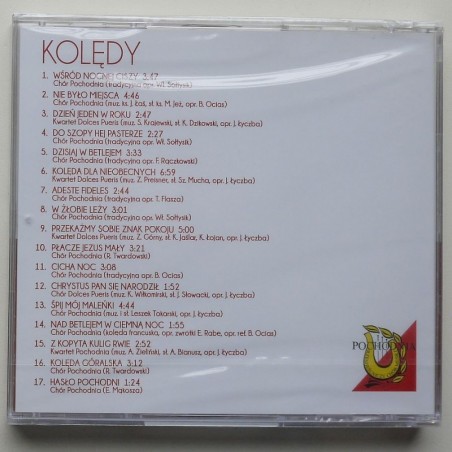 KOLĘDY
1. WŚRÓD NOCNEJ CISZY 3:47
Chór Pochodnia (tradycyjna, opr. Wł. Sołtysik)
2. NIE BYŁO MIEJSCA 4:46
Chór Pochodnia (muz. ks. J. Łaś, sł. ks. M. Jeż, opr. B. Ocias)
3. DZIEŃ JEDEN W ROKU 2:47
Kwartet Dolces Pueris (muz. S. Krajewski, sł. K. Dzikowski, opr. J. Łyczba)
4. DO SZOPY HEJ PASTERZE 2:27
Chór Pochodnia (tradycyjna opr. Wł. Sołtysik)
5. DZISIAJ W BETLEJEM 3:33
Chór Pochodnia (tradycyjna opr. F. Rączkowski)
6. KOLĘDA DLA NIEOBECNYCH 6:59
Kwartet Dolces Pueris (muz. Z. Preisner, sł. Sz. Mucha, opr. J. Łyczba)
7. ADESTE FIDELES 2:44
Chór Pochodnia (tradycyjna opr. T. Flasza)
8. W ŻŁOBIE LEŻY 3:01
Chór Pochodnia (tradycyjna opr. Wł. Sołtysik)
9. PRZEKAŻMY SOBIE ZNAK POKOJU 5:00
Kwartet Dolces Pueris (muz. Z. Górny, sł. K. Jaślar, K. Łojan, opr. J. Łyczba)
10. PŁACZE JEZUS MAŁY 3:21
Chór Pochodnia (R. Twardowski)
11. CICHA NOC 3:08
Chór Pochodnia (tradycyjna opr. B. Ocias)
12. CHRYSTUS PAN SIĘ NARODZIŁ 1:52
Chór Dolces Pueris (muz. K. Wiłkomirski, sł. J. Słowacki, opr. J. Łyczba)
13. ŚPIJ MÓJ MALEŃKI 4:44
Chór Pochodnia (muz. i sł. Leszek Tokarski, opr. J. Łyczba)
14. NAD BETLEJEM W CIEMNĄ NOC 1:55
Chór Pochodnia (kolęda francuska, opr. zwrotki E. Rabe, opr. ref. B. Ocias)
15. Z KOPYTA KULIG RWIE 2:52
Kwartet Pochodnia (muz. A. Zieliński, sł. A. Bianusz, opr. J. Łyczba)
16. KOLĘDA GÓRALSKA 3:12
Chór Pochodnia (R. Twardowski)
17. HASŁO POCHODNI 1:24
Chór Pochodnia (E. Mąkosza)
POCHODNIA